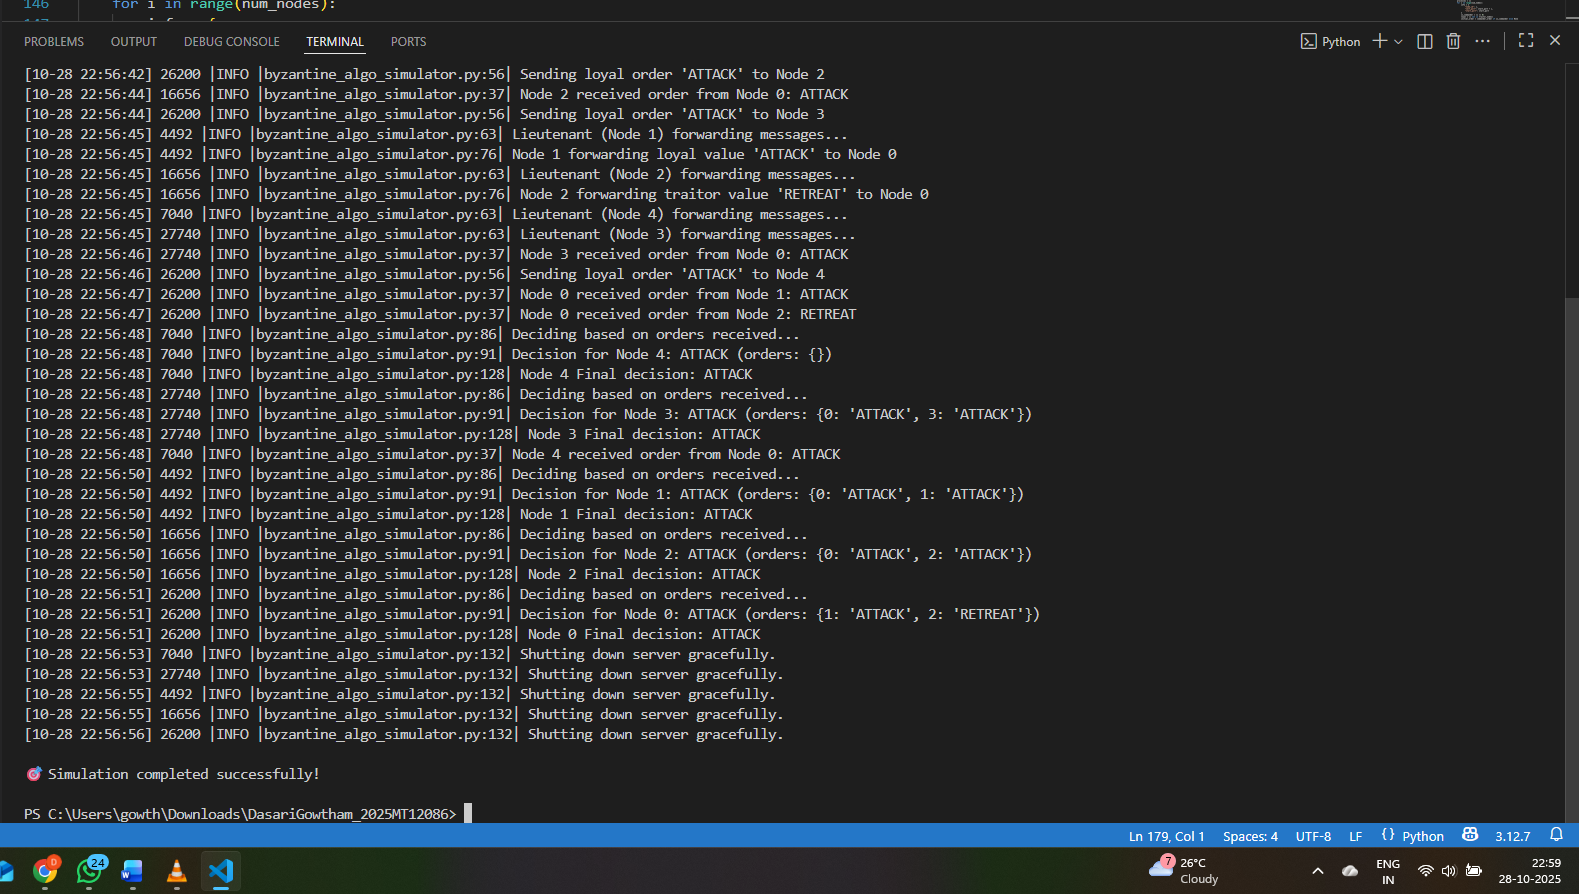 146 for i in range(num_nodes):
PROBLEMS OUTPUT DEBUG CONSOLE TERMINAL PORTS Python
[10-28 22:56:42] 26200 |INFO |byzantine_algo_simulator.py:56| Sending loyal order 'ATTACK' to Node 2
[10-28 22:56:44] 16656 |INFO |byzantine_algo_simulator.py:37| Node 2 received order from Node 0: ATTACK
[10-28 22:56:44] 26200 |INFO |byzantine_algo_simulator.py:56| Sending loyal order 'ATTACK' to Node 3
[10-28 22:56:45] 4492 |INFO |byzantine_algo_simulator.py:63| Lieutenant (Node 1) forwarding messages...
[10-28 22:56:45] 4492 |INFO |byzantine_algo_simulator.py:76| Node 1 forwarding loyal value 'ATTACK' to Node 0
[10-28 22:56:45] 16656 |INFO |byzantine_algo_simulator.py:63| Lieutenant (Node 2) forwarding messages...
[10-28 22:56:45] 16656 |INFO |byzantine_algo_simulator.py:76| Node 2 forwarding traitor value 'RETREAT' to Node 0
[10-28 22:56:45] 7040 |INFO |byzantine_algo_simulator.py:63| Lieutenant (Node 4) forwarding messages...
[10-28 22:56:45] 27740 |INFO |byzantine_algo_simulator.py:63| Lieutenant (Node 3) forwarding messages...
[10-28 22:56:46] 27740 |INFO |byzantine_algo_simulator.py:37| Node 3 received order from Node 0: ATTACK
[10-28 22:56:46] 26200 |INFO |byzantine_algo_simulator.py:56| Sending loyal order 'ATTACK' to Node 4
[10-28 22:56:47] 26200 |INFO |byzantine_algo_simulator.py:37| Node 0 received order from Node 1: ATTACK
[10-28 22:56:47] 26200 |INFO |byzantine_algo_simulator.py:37| Node 0 received order from Node 2: RETREAT
[10-28 22:56:48] 7040 |INFO |byzantine_algo_simulator.py:86| Deciding based on orders received...
[10-28 22:56:48] 7040 |INFO |byzantine_algo_simulator.py:91| Decision for Node 4: ATTACK (orders: {})
[10-28 22:56:48] 7040 |INFO |byzantine_algo_simulator.py:128| Node 4 Final decision: ATTACK
[10-28 22:56:48] 27740 |INFO |byzantine_algo_simulator.py:86| Deciding based on orders received...
[10-28 22:56:48] 27740 |INFO |byzantine_algo_simulator.py:91| Decision for Node 3: ATTACK (orders: {0: 'ATTACK', 3: 'ATTACK'})
[10-28 22:56:48] 27740 |INFO |byzantine_algo_simulator.py:128| Node 3 Final decision: ATTACK
[10-28 22:56:48] 7040 |INFO |byzantine_algo_simulator.py:37| Node 4 received order from Node 0: ATTACK
[10-28 22:56:50] 4492 |INFO |byzantine_algo_simulator.py:86| Deciding based on orders received...
[10-28 22:56:50] 4492 |INFO |byzantine_algo_simulator.py:91| Decision for Node 1: ATTACK (orders: {0: 'ATTACK', 1: 'ATTACK'})
[10-28 22:56:50] 4492 |INFO |byzantine_algo_simulator.py:128| Node 1 Final decision: ATTACK
[10-28 22:56:50] 16656 |INFO |byzantine_algo_simulator.py:86| Deciding based on orders received...
[10-28 22:56:50] 16656 |INFO |byzantine_algo_simulator.py:91| Decision for Node 2: ATTACK (orders: {0: 'ATTACK', 2: 'ATTACK'})
[10-28 22:56:50] 16656 |INFO |byzantine_algo_simulator.py:128| Node 2 Final decision: ATTACK
[10-28 22:56:51] 26200 |INFO |byzantine_algo_simulator.py:86| Deciding based on orders received...
[10-28 22:56:51] 26200 |INFO |byzantine_algo_simulator.py:91| Decision for Node 0: ATTACK (orders: {1: 'ATTACK', 2: 'RETREAT'})
[10-28 22:56:51] 26200 |INFO |byzantine_algo_simulator.py:128| Node 0 Final decision: ATTACK
[10-28 22:56:53] 7040 |INFO |byzantine_algo_simulator.py:132| Shutting down server gracefully.
[10-28 22:56:53] 27740 |INFO |byzantine_algo_simulator.py:132| Shutting down server gracefully.
[10-28 22:56:55] 4492 |INFO |byzantine_algo_simulator.py:132| Shutting down server gracefully.
[10-28 22:56:55] 16656 |INFO |byzantine_algo_simulator.py:132| Shutting down server gracefully.
[10-28 22:56:56] 26200 |INFO |byzantine_algo_simulator.py:132| Shutting down server gracefully.
🎯 Simulation completed successfully!
PS C:\Users\gowth\Downloads\DasariGowtham_2025MT12086>
Ln 179, Col 1 Spaces: 4 UTF-8 LF {} Python 3.12.7
24
7
26°C
Cloudy
ENG
IN
22:59
28-10-2025